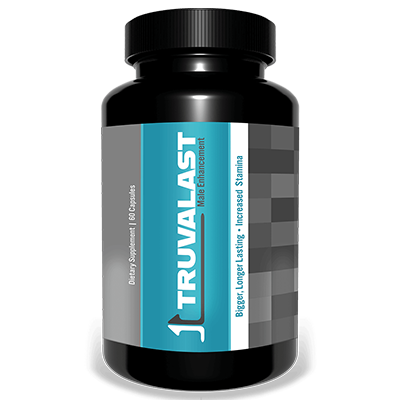 Dietary Supplement | 60 Capsules
TRUVALAST
Male Enhancement
Bigger, Longer Lasting • Increased Stamina